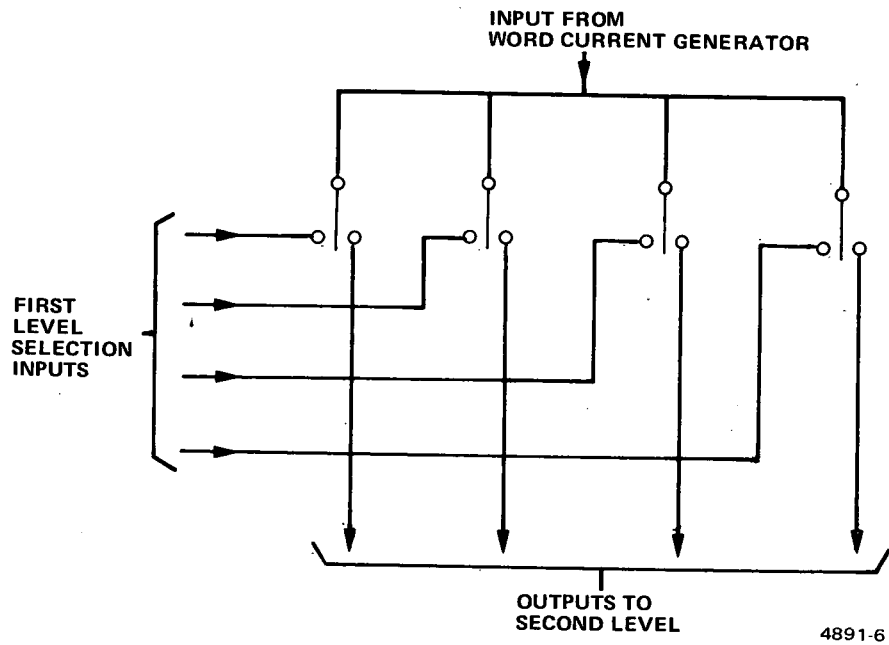 INPUT FROM
WORD CURRENT GENERATOR
FIRST
LEVEL
SELECTION
INPUTS
OUTPUTS TO
SECOND LEVEL
4891-6